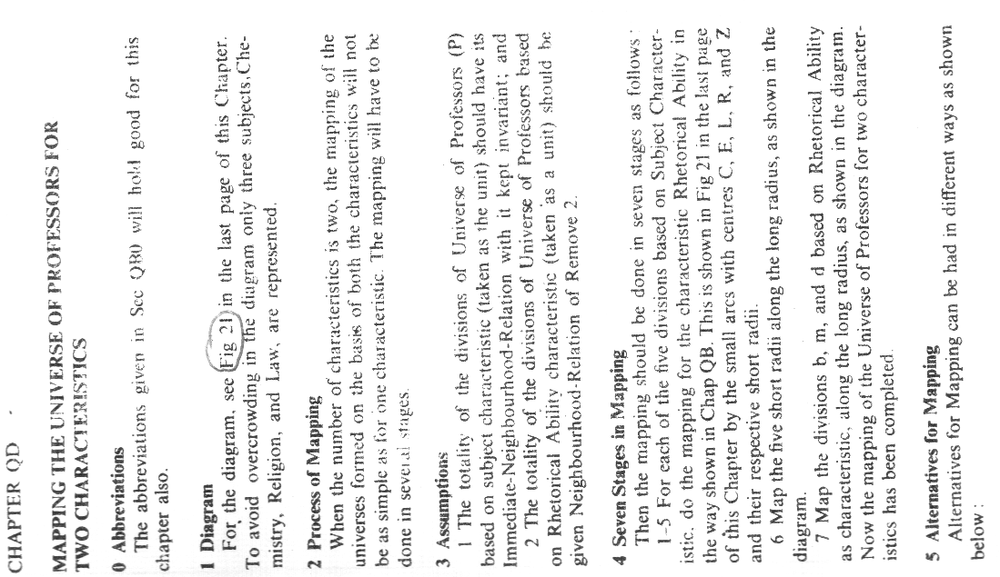 CHAPTER QD
MAPPING THE UNIVERSE OF PROFESSORS FOR
TWO CHARACTERISTICS
0 Abbreviations
The abbreviations given in Sec QB0 will hold good for this
chapter also.
1 Diagram
For the diagram, see Fig 21 in the last page of this Chapter.
To avoid overcrowding in the diagram only three subjects, Che-
mistry, Religion, and Law, are represented.
2 Process of Mapping
When the number of characteristics is two, the mapping of the
universes formed on the basis of both the characteristics will not
be as simple as for one characteristic. The mapping will have to be
done in several stages.
3 Assumptions
1 The totality of the divisions of Universe of Professors (P)
based on subject characteristic (taken as the unit) should have its
Immediate-Neighbourhood-Relation with it kept invariant; and
2 The totality of the divisions of Universe of Professors based
on Rhetorical Ability characteristic (taken as a unit) should be
given Neighbourhood-Relation of Remove 2.
4 Seven Stages in Mapping
Then the mapping should be done in seven stages as follows :
1-5 For each of the five divisions based on Subject Character-
istic, do the mapping for the characteristic Rhetorical Ability in
the way shown in Chap QB. This is shown in Fig 21 in the last page
of this Chapter by the small arcs with centres C, E, L, R, and Z
and their respective short radii.
6 Map the five short radii along the long radius, as shown in the
diagram.
7 Map the divisions b, m, and d based on Rhetorical Ability
as characteristic, along the long radius, as shown in the diagram.
Now the mapping of the Universe of Professors for two character-
istics has been completed.
5 Alternatives for Mapping
Alternatives for Mapping can be had in different ways as shown
below :